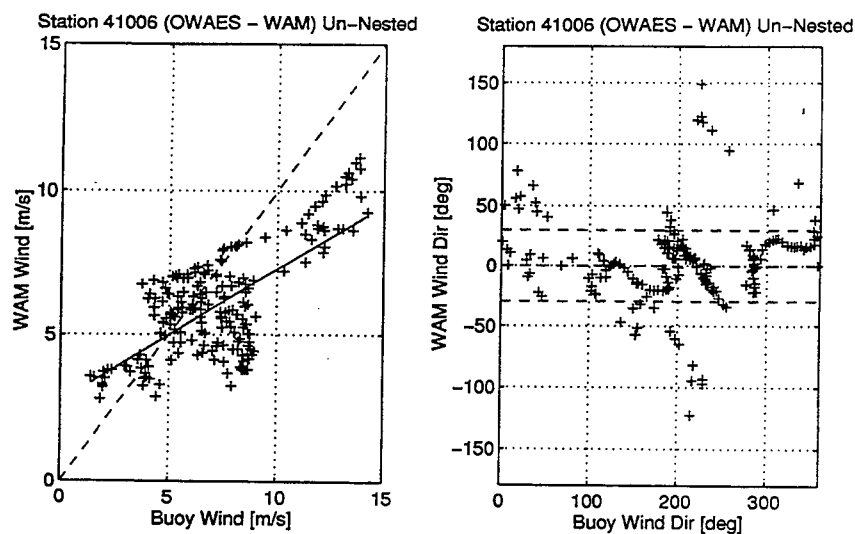 Station 41006 (OWAES − WAM) Un−Nested
15
10
5
0
WAM Wind [m/s]
0 5 10 15
Buoy Wind [m/s]
Station 41006 (OWAES − WAM) Un−Nested
150
100
50
0
−50
−100
−150
WAM Wind Dir [deg]
0 100 200 300
Buoy Wind Dir [deg]